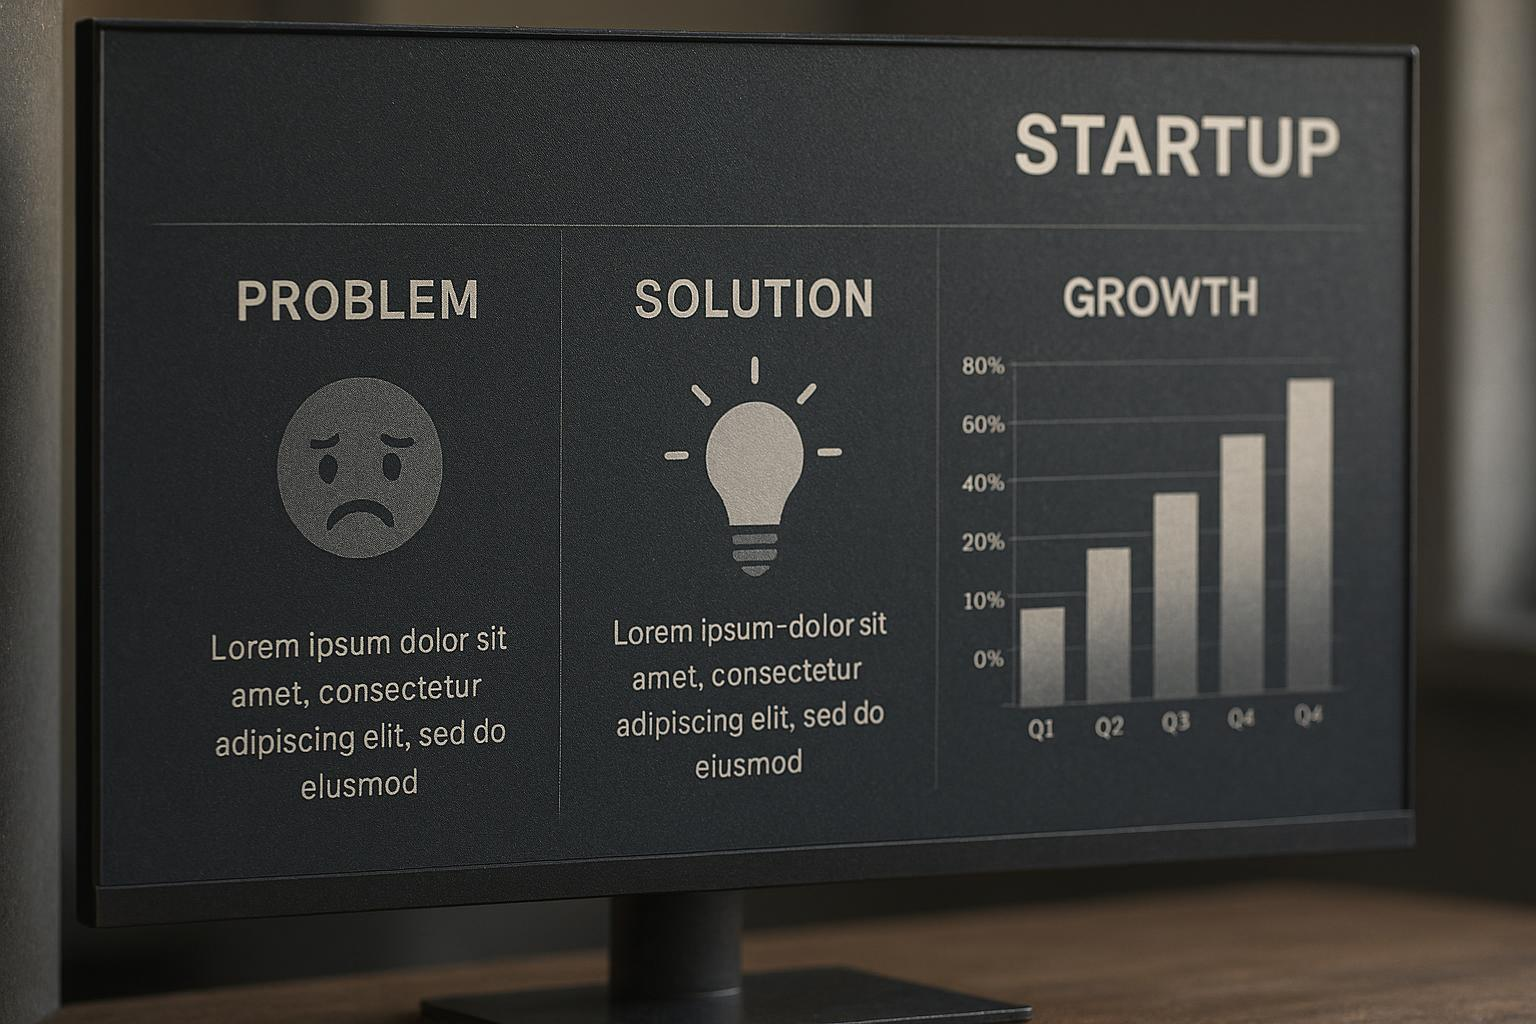 STARTUP
PROBLEM
Lorem ipsum dolor sit
amet, consectetur
adipiscing elit, sed do
elusmod
SOLUTION
Lorem ipsum-dolor sit
amet, consectetur
adipiscing elit, sed do
eiusmod
GROWTH
80%
60%
40%
20%
10%
0%
Q1 Q2 Q3 Q4 Q4